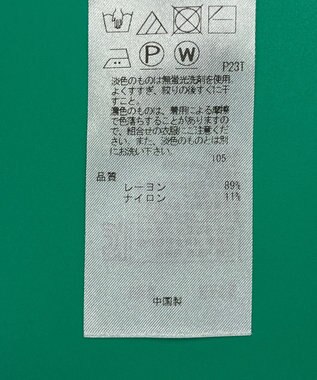 P W
P23T
淡色のものは無蛍光洗剤を使用、
よくすすぎ、絞りの後すぐに干
すこと。
濃色のものは、着用による摩擦
で色落ちすることがありますの
で、組合せの衣服にご注意くだ
さい。また、淡色のものとは別
にお洗い下さい。
105
品質
レーヨン 89%
ナイロン 11%
中国製